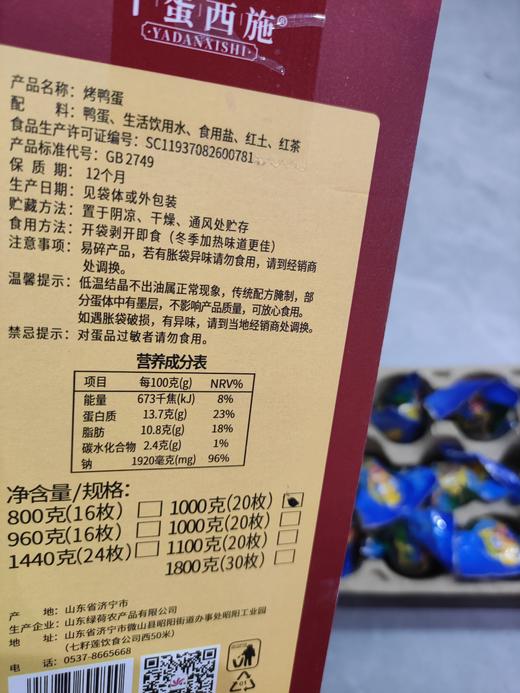 蛋西施®
YADANXISHI
产品名称：烤鸭蛋
配 料：鸭蛋、生活饮用水、食用盐、红土、红茶
食品生产许可证编号：SC11937082600781
产品标准代号：GB 2749
保 质 期：12个月
生产日期：见袋体或外包装
贮藏方法：置于阴凉、干燥、通风处贮存
食用方法：开袋剥开即食（冬季加热味道更佳）
注意事项：易碎产品，若有胀袋异味请勿食用，请到经销商
处调换。
温馨提示：低温结晶不出油属正常现象，传统配方腌制，部
分蛋体中有墨层，不影响产品质量，可放心食用。
如遇胀袋破损，有异味，请到当地经销商处调换。
禁忌提示：对蛋品过敏者请勿食用。
营养成分表
项目 每100克(g) NRV%
能量 673千焦(kJ) 8%
蛋白质 13.7克(g) 23%
脂肪 10.8克(g) 18%
碳水化合物 2.4克(g) 1%
钠 1920毫克(mg) 96%
净含量/规格：
800克(16枚) 1000克(20枚)
960克(16枚) 1000克(20枚)
1440克(24枚) 1100克(20枚)
1800克(30枚)
产 地：山东省济宁市
生产企业：山东绿荷农产品有限公司
地 址：山东省济宁市微山县昭阳街道办事处昭阳工业园
(七籽莲饮食公司西50米)
电 话：0537-8665668
01